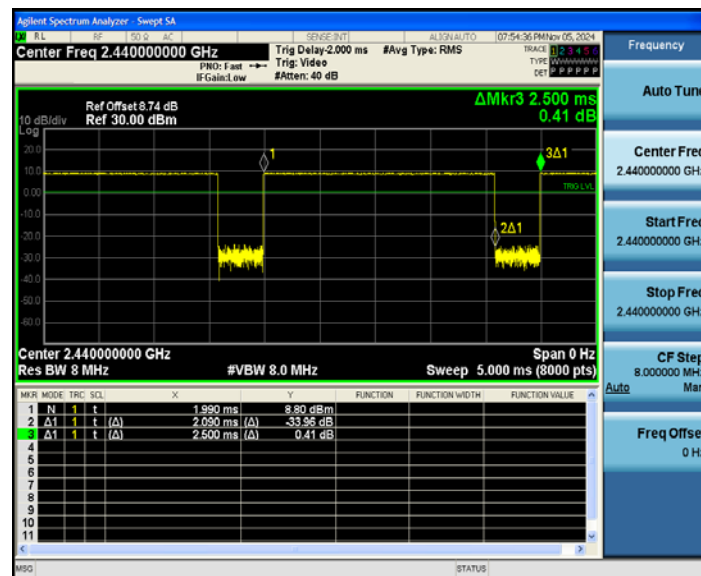 Agilent Spectrum Analyzer - Swept SA
RL RF 50 Ω AC SENSE:INT ALIGN AUTO 07:54:36 PM Nov 05, 2024
Center Freq 2.440000000 GHz
PNO: Fast
IFGain:Low
Trig Delay-2.000 ms
Trig: Video
#Atten: 40 dB
#Avg Type: RMS
TRACE 1 2 3 4 5 6
TYPE WWWWWW
DET P P P P P P
Frequency
Ref Offset 8.74 dB
Ref 30.00 dBm
10 dB/div
Log
ΔMkr3 2.500 ms
0.41 dB
20.0
10.0
0.00
-10.0
-20.0
-30.0
-40.0
-50.0
-60.0
1
3Δ1
TRIG LVL
2Δ1
Center 2.440000000 GHz
Span 0 Hz
Res BW 8 MHz
#VBW 8.0 MHz
Sweep 5.000 ms (8000 pts)
MKR MODE TRC SCL X Y FUNCTION FUNCTION WIDTH FUNCTION VALUE
1 N 1 t 1.990 ms 8.80 dBm
2 Δ1 1 t (Δ) 2.090 ms (Δ) -33.96 dB
3 Δ1 1 t (Δ) 2.500 ms (Δ) 0.41 dB
4
5
6
7
8
9
10
11
MSG
STATUS
Auto Tune
Center Freq
2.440000000 GHz
Start Freq
2.440000000 GHz
Stop Freq
2.440000000 GHz
CF Step
8.000000 MHz
Auto Man
Freq Offset
0 Hz